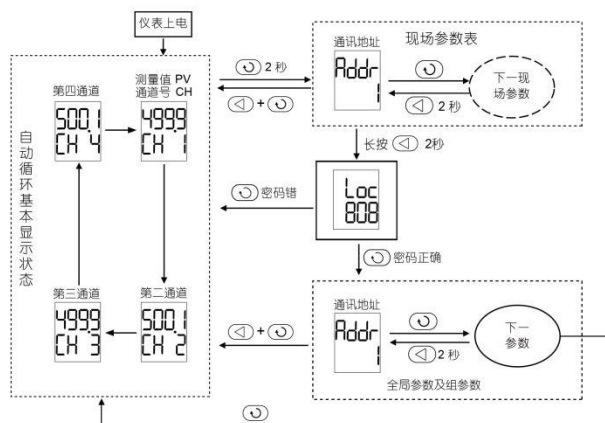 仪表上电
自动循环基本显示状态
第四通道
500.1
CH 4
测量值 PV
通道号 CH
499.9
CH 1
第三通道
499.9
CH 3
第二通道
500.1
CH 2
2 秒
+
现场参数表
通讯地址
Addr
1
2 秒
下一现
场参数
长按 2秒
Loc
808
密码错
密码正确
+
通讯地址
Addr
1
2 秒
下一
参数
全局参数及组参数